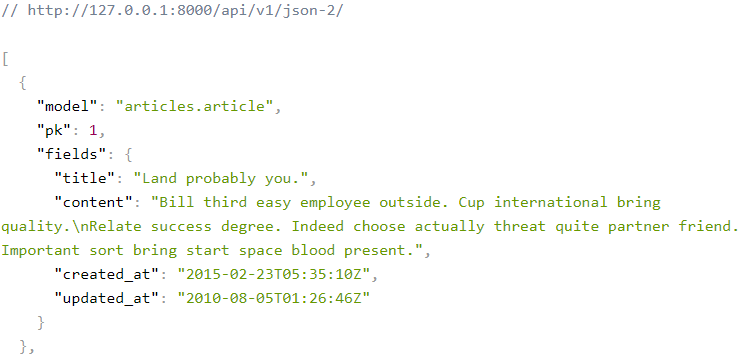 // http://127.0.0.1:8000/api/v1/json-2/
[
{
"model": "articles.article",
"pk": 1,
"fields": {
"title": "Land probably you.",
"content": "Bill third easy employee outside. Cup international bring
quality.\nRelate success degree. Indeed choose actually threat quite partner friend.
Important sort bring start space blood present.",
"created_at": "2015-02-23T05:35:10Z",
"updated_at": "2010-08-05T01:26:46Z"
}
},